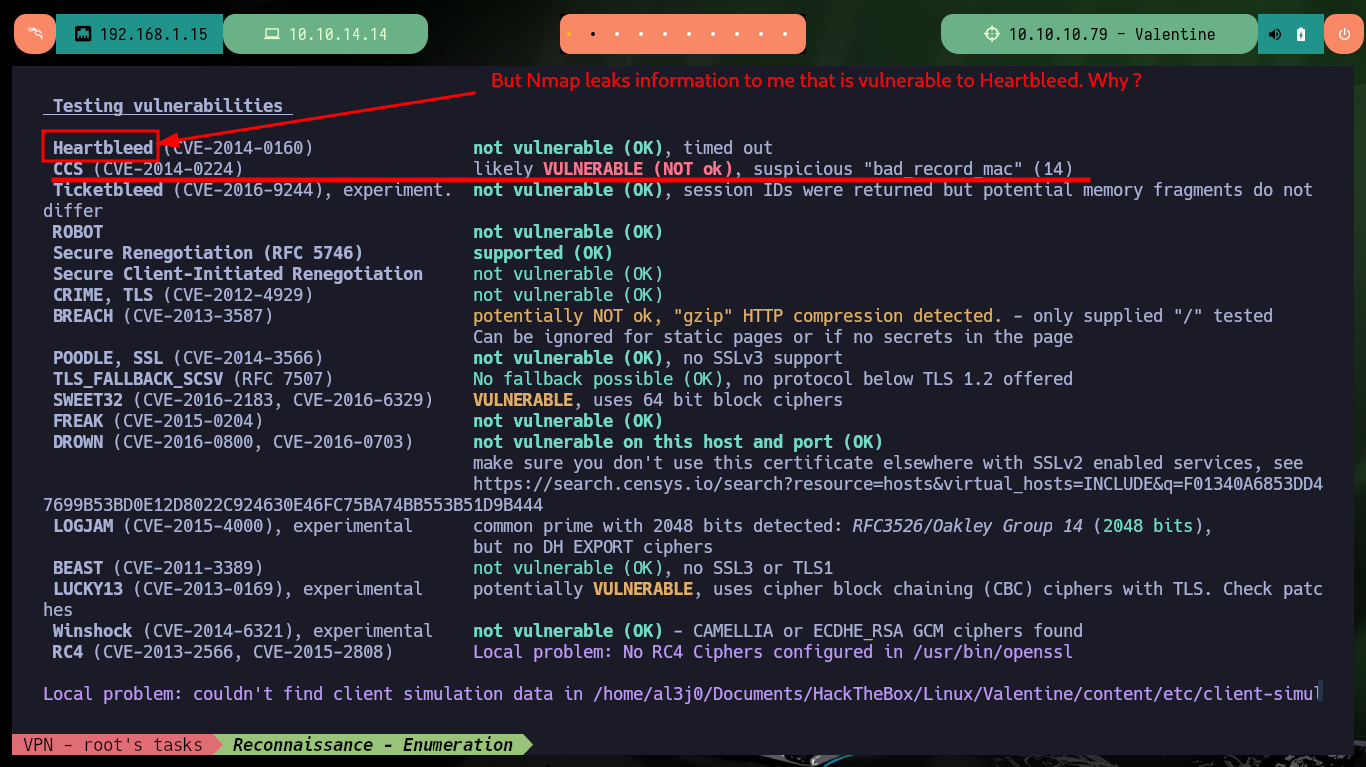 192.168.1.15
10.10.14.14
10.10.10.79 - Valentine
But Nmap leaks information to me that is vulnerable to Heartbleed. Why ?
Testing vulnerabilities
Heartbleed (CVE-2014-0160) not vulnerable (OK), timed out
CCS (CVE-2014-0224) likely VULNERABLE (NOT ok), suspicious "bad_record_mac" (14)
Ticketbleed (CVE-2016-9244), experiment. not vulnerable (OK), session IDs were returned but potential memory fragments do not
differ
ROBOT not vulnerable (OK)
Secure Renegotiation (RFC 5746) supported (OK)
Secure Client-Initiated Renegotiation not vulnerable (OK)
CRIME, TLS (CVE-2012-4929) not vulnerable (OK)
BREACH (CVE-2013-3587) potentially NOT ok, "gzip" HTTP compression detected. - only supplied "/" tested
Can be ignored for static pages or if no secrets in the page
POODLE, SSL (CVE-2014-3566) not vulnerable (OK), no SSLv3 support
TLS_FALLBACK_SCSV (RFC 7507) No fallback possible (OK), no protocol below TLS 1.2 offered
SWEET32 (CVE-2016-2183, CVE-2016-6329) VULNERABLE, uses 64 bit block ciphers
FREAK (CVE-2015-0204) not vulnerable (OK)
DROWN (CVE-2016-0800, CVE-2016-0703) not vulnerable on this host and port (OK)
make sure you don't use this certificate elsewhere with SSLv2 enabled services, see
https://search.censys.io/search?resource=hosts&virtual_hosts=INCLUDE&q=F01340A6853DD4
7699B53BD0E12D8022C924630E46FC75BA74BB553B51D9B444
LOGJAM (CVE-2015-4000), experimental common prime with 2048 bits detected: RFC3526/Oakley Group 14 (2048 bits),
but no DH EXPORT ciphers
BEAST (CVE-2011-3389) not vulnerable (OK), no SSL3 or TLS1
LUCKY13 (CVE-2013-0169), experimental potentially VULNERABLE, uses cipher block chaining (CBC) ciphers with TLS. Check patc
hes
Winshock (CVE-2014-6321), experimental not vulnerable (OK) - CAMELLIA or ECDHE_RSA GCM ciphers found
RC4 (CVE-2013-2566, CVE-2015-2808) Local problem: No RC4 Ciphers configured in /usr/bin/openssl
Local problem: couldn't find client simulation data in /home/al3j0/Documents/HackTheBox/Linux/Valentine/content/etc/client-simul
VPN - root's tasks
Reconnaissance - Enumeration